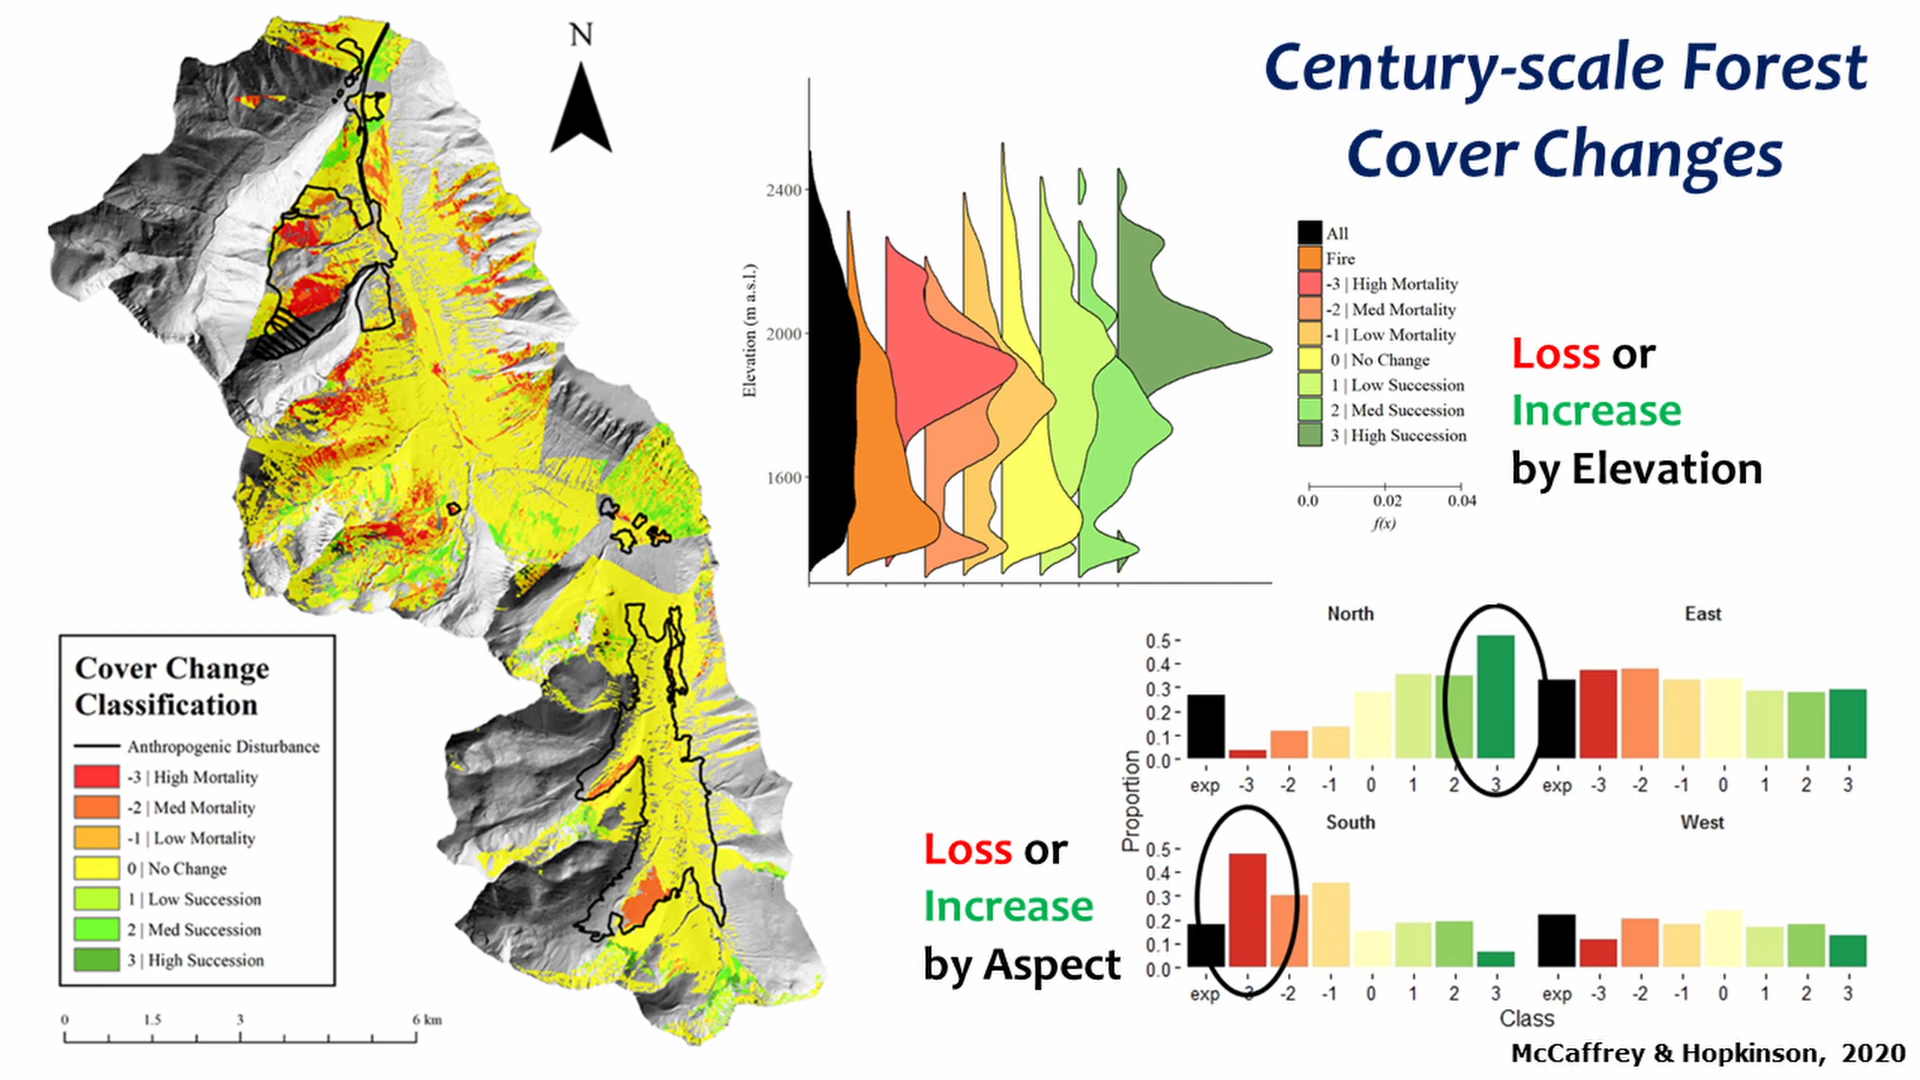 Century-scale Forest
Cover Changes
N
Elevation (m a.s.l.)
2400
2000
1600
All
Fire
-3 | High Mortality
-2 | Med Mortality
-1 | Low Mortality
0 | No Change
1 | Low Succession
2 | Med Succession
3 | High Succession
0.0 0.02 0.04
f(x)
Loss or
Increase
by Elevation
Cover Change
Classification
Anthropogenic Disturbance
-3 | High Mortality
-2 | Med Mortality
-1 | Low Mortality
0 | No Change
1 | Low Succession
2 | Med Succession
3 | High Succession
0 1.5 3 6 km
Loss or
Increase
by Aspect
Proportion
North East
0.5
0.4
0.3
0.2
0.1
0.0
exp -3 -2 -1 0 1 2 3 exp -3 -2 -1 0 1 2 3
South West
0.5
0.4
0.3
0.2
0.1
0.0
exp -3 -2 -1 0 1 2 3 exp -3 -2 -1 0 1 2 3
Class
McCaffrey & Hopkinson, 2020